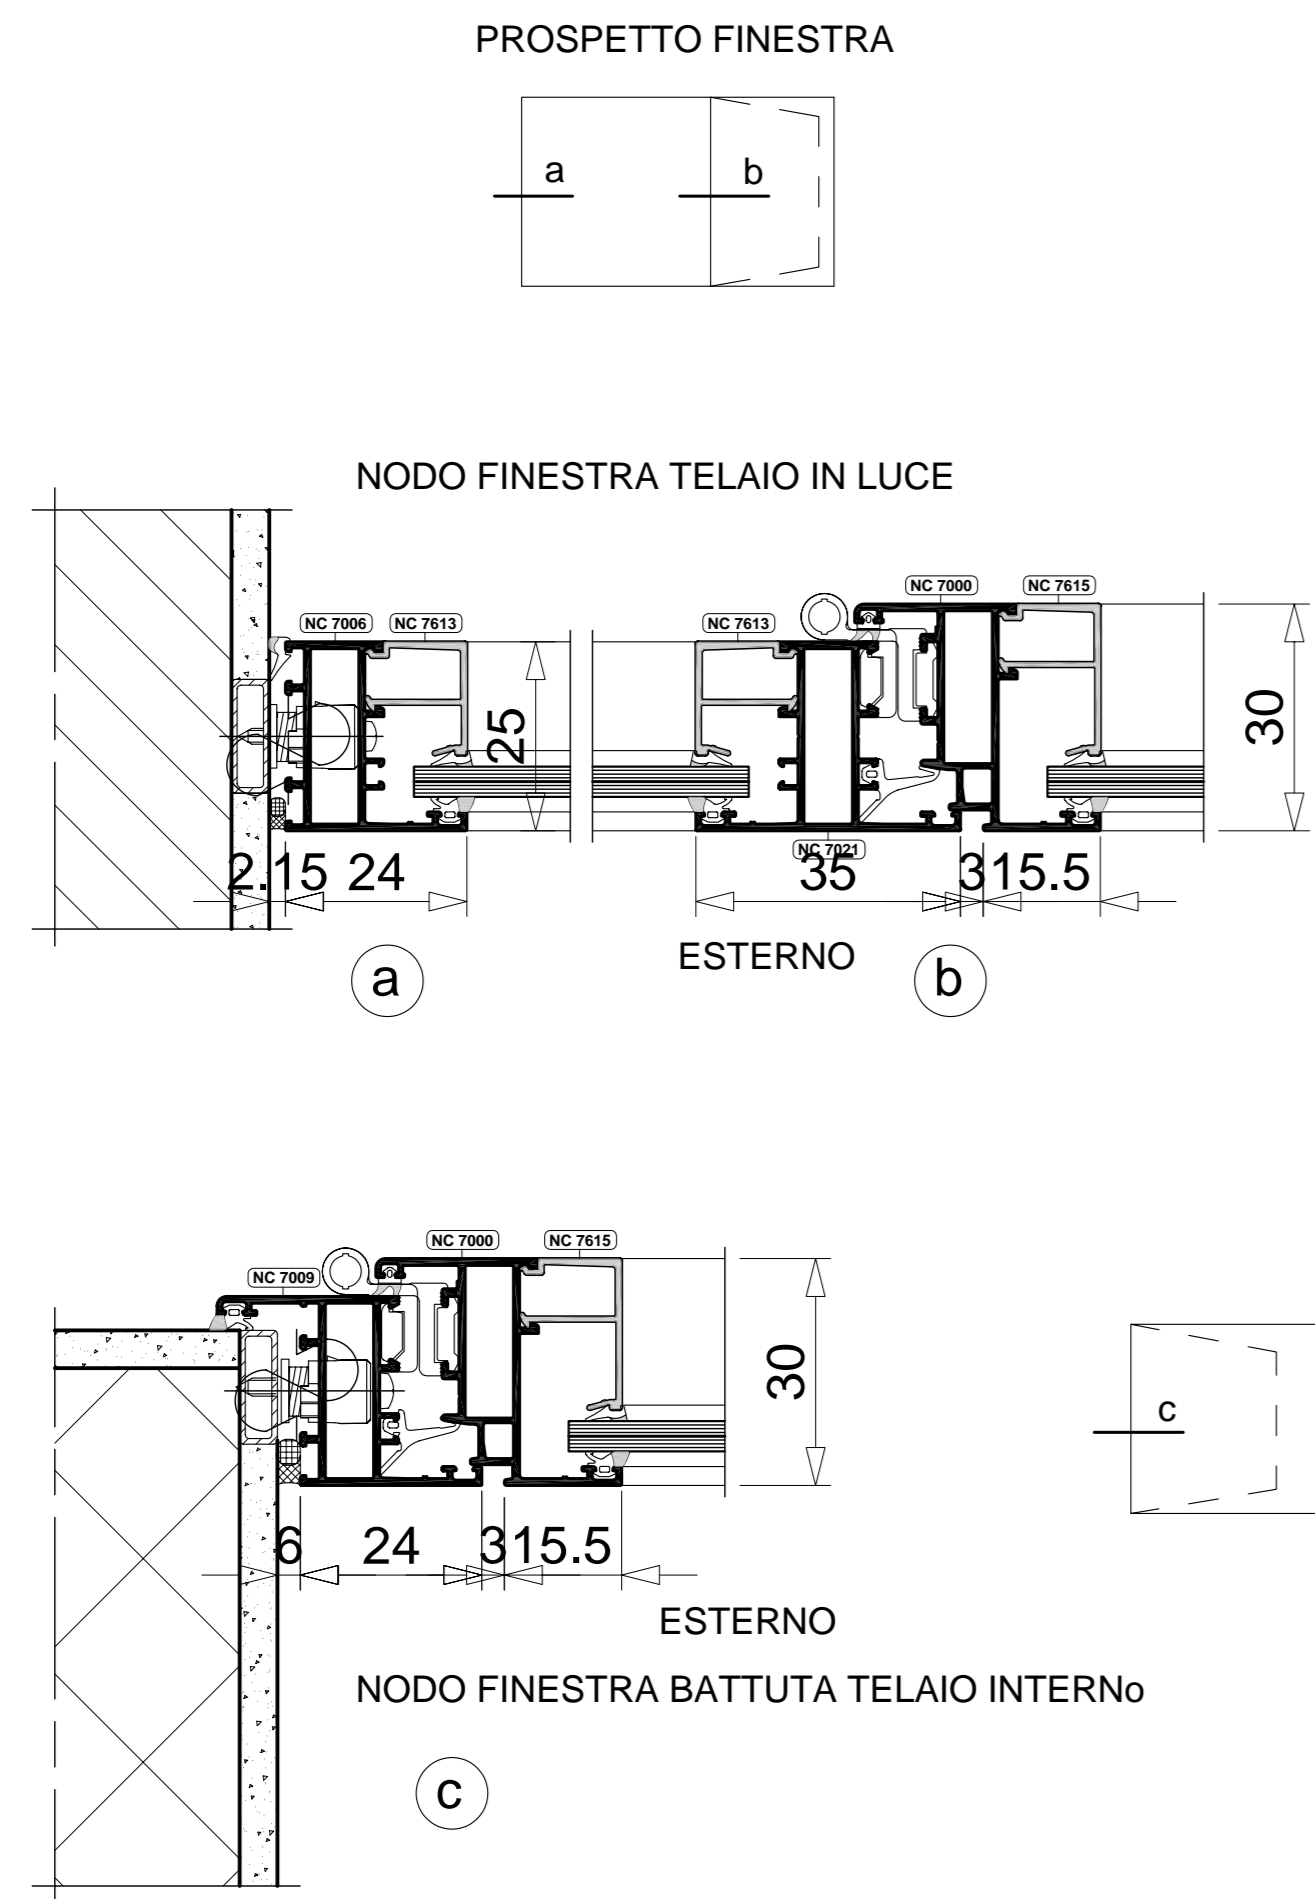 PROSPETTO FINESTRA
a b
NODO FINESTRA TELAIO IN LUCE
NC 7000 NC 7615
NC 7006 NC 7613 NC 7613
25
30
NC 7021
2.15 24 35 3 15.5
ESTERNO
a b
NC 7000 NC 7615
NC 7009
30
c
6 24 3 15.5
ESTERNO
NODO FINESTRA BATTUTA TELAIO INTERNo
c